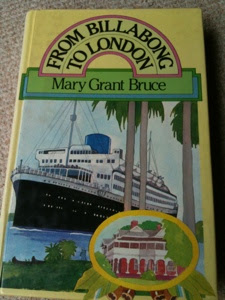 FROM BILLABONG
TO LONDON
Mary Grant Bruce